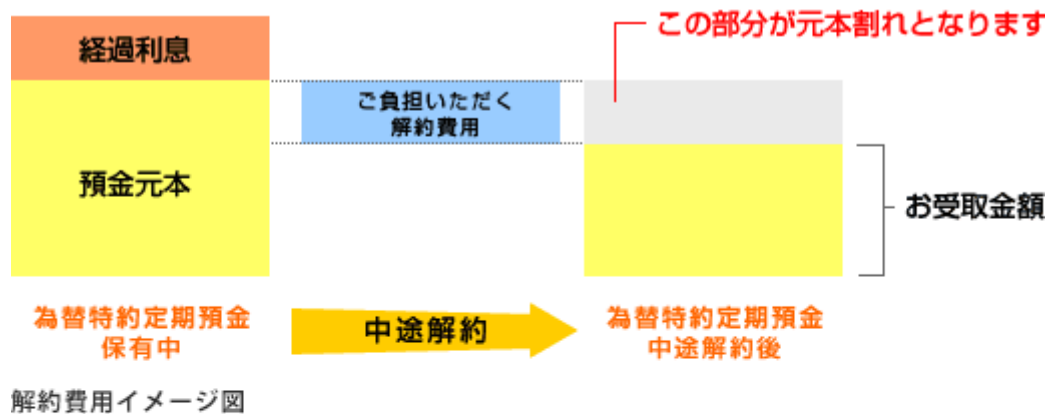 この部分が元本割れとなります
経過利息
ご負担いただく
解約費用
預金元本
お受取金額
為替特約定期預金
保有中
中途解約
為替特約定期預金
中途解約後
解約費用イメージ図